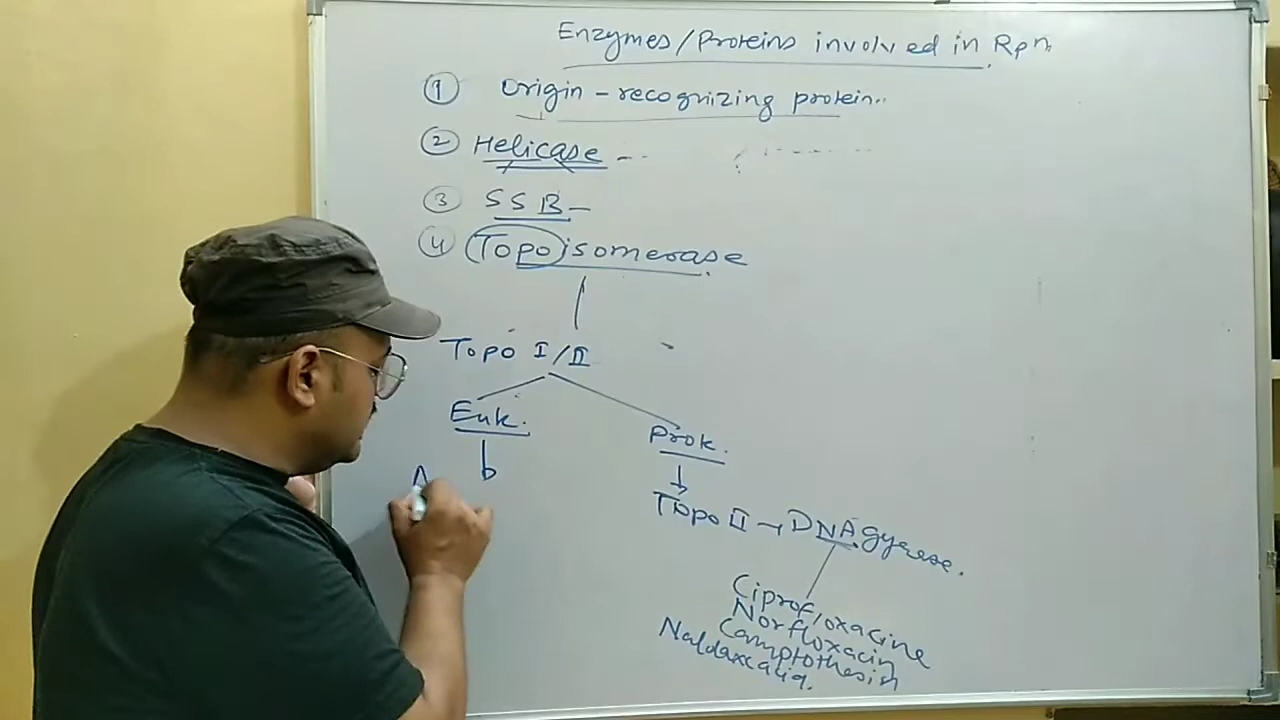 Enzymes/Proteins involved in Rpn.
① Origin - recognizing protein..
② Helicase -
③ SSB -
④ Topoisomerase
Topo I/II
Euk.
Prok.
A
Topo II → DNA gyrase.
Ciprofloxacine
Norfloxacin
Camptothesin